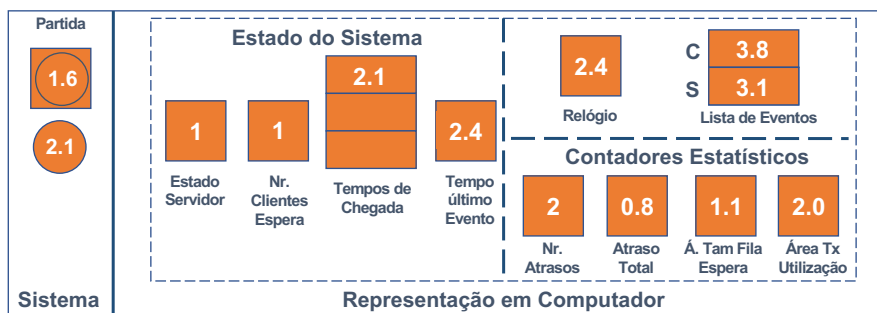 Partida
1.6
2.1
Sistema
Estado do Sistema
1
Estado
Servidor
1
Nr.
Clientes
Espera
2.1
Tempos de
Chegada
2.4
Tempo
último
Evento
2.4
Relógio
C
3.8
S
3.1
Lista de Eventos
Contadores Estatísticos
2
Nr.
Atrasos
0.8
Atraso
Total
1.1
Á. Tam Fila
Espera
2.0
Área Tx
Utilização
Representação em Computador